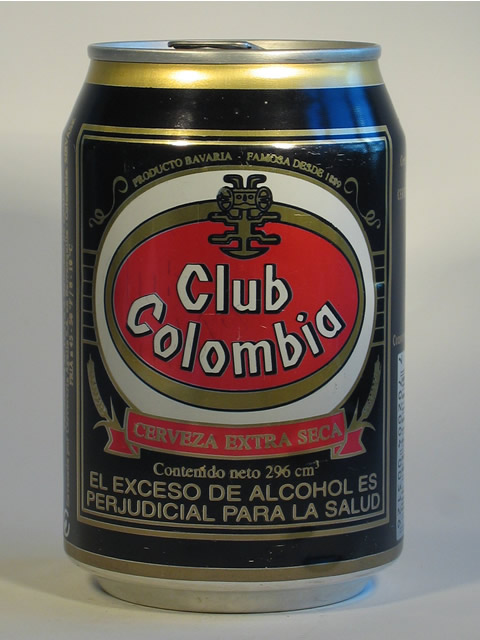 PRODUCTO BAVARIA - FAMOSA DESDE 1889
Club
Colombia
CERVEZA EXTRA SECA
Contenido neto 296 cm³
EL EXCESO DE ALCOHOL ES
PERJUDICIAL PARA LA SALUD